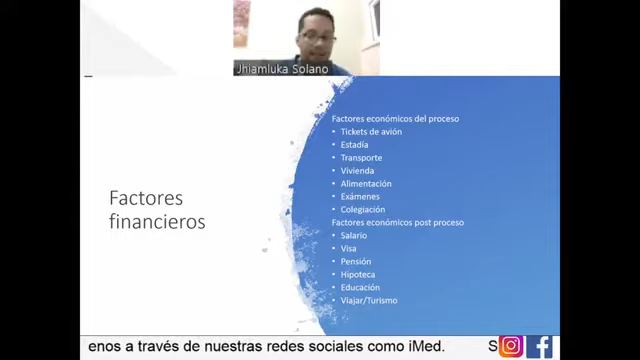 Jhiamluka Solano
Factores
financieros
Factores económicos del proceso
• Tickets de avión
• Estadía
• Transporte
• Vivienda
• Alimentación
• Exámenes
• Colegiación
Factores económicos post proceso
• Salario
• Visa
• Pensión
• Hipoteca
• Educación
• Viajar/Turismo
enos a través de nuestras redes sociales como iMed. S